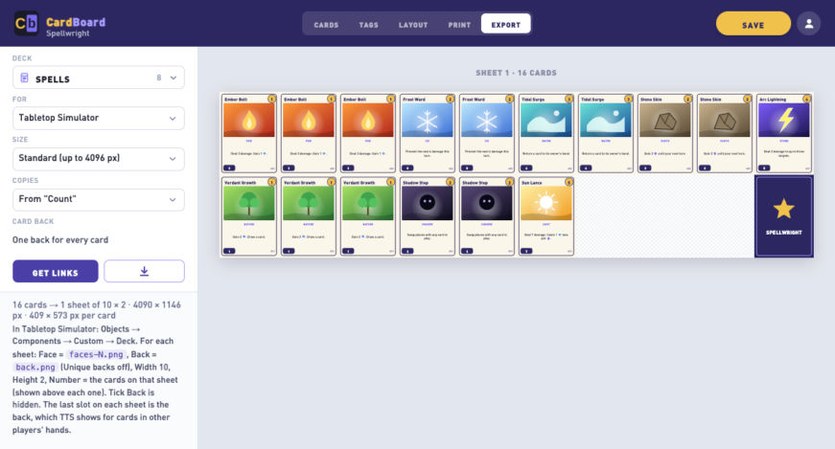 Cb CardBoard
Spellwright
CARDS TAGS LAYOUT PRINT EXPORT
SAVE
DECK
SPELLS 8
FOR
Tabletop Simulator
SIZE
Standard (up to 4096 px)
COPIES
From "Count"
CARD BACK
One back for every card
GET LINKS
16 cards → 1 sheet of 10 × 2 · 4090 × 1146
px · 409 × 573 px per card
In Tabletop Simulator: Objects →
Components → Custom → Deck. For each
sheet: Face = faces-N.png, Back =
back.png (Unique backs off), Width 10,
Height 2, Number = the cards on that sheet
(shown above each one). Tick Back is
hidden. The last slot on each sheet is the
back, which TTS shows for cards in other
players' hands.
SHEET 1 · 16 CARDS
Ember Bolt Ember Bolt Ember Bolt Frost Ward Frost Ward Tidal Surge Tidal Surge Stone Skin Stone Skin Arc Lightning
Verdant Growth Verdant Growth Verdant Growth Shadow Step Shadow Step Sun Lance
SPELLWRIGHT